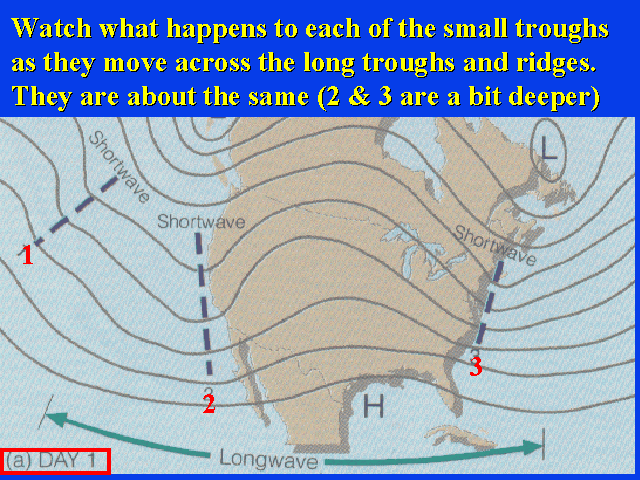 Watch what happens to each of the small troughs
as they move across the long troughs and ridges.
They are about the same (2 & 3 are a bit deeper)
Shortwave
L
Shortwave
Shortwave
1
3
2
H
Longwave
(a) DAY 1